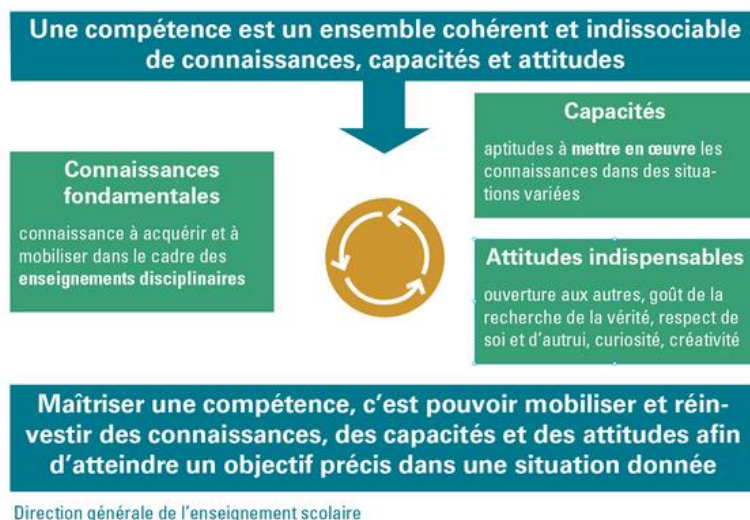 Une compétence est un ensemble cohérent et indissociable
de connaissances, capacités et attitudes
Connaissances
fondamentales
connaissance à acquérir et à
mobiliser dans le cadre des
enseignements disciplinaires
Capacités
aptitudes à mettre en œuvre les
connaissances dans des situa-
tions variées
Attitudes indispensables
ouverture aux autres, goût de la
recherche de la vérité, respect de
soi et d'autrui, curiosité, créativité
Maîtriser une compétence, c'est pouvoir mobiliser et réin-
vestir des connaissances, des capacités et des attitudes afin
d'atteindre un objectif précis dans une situation donnée
Direction générale de l'enseignement scolaire